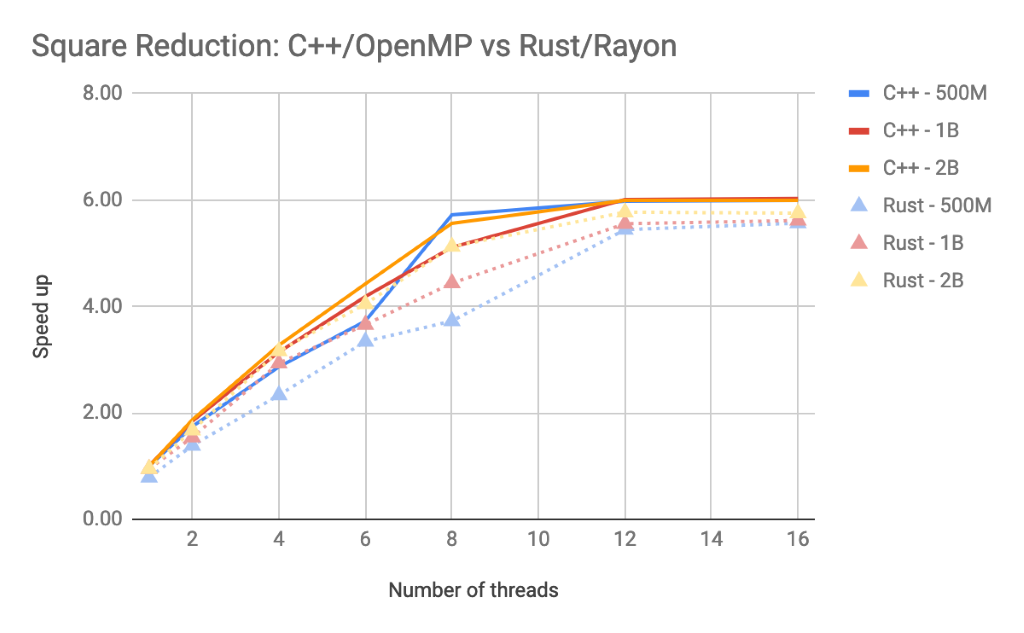 Square Reduction: C++/OpenMP vs Rust/Rayon
8.00
6.00
4.00
2.00
0.00
Speed up
2 4 6 8 10 12 14 16
Number of threads
C++ - 500M
C++ - 1B
C++ - 2B
Rust - 500M
Rust - 1B
Rust - 2B